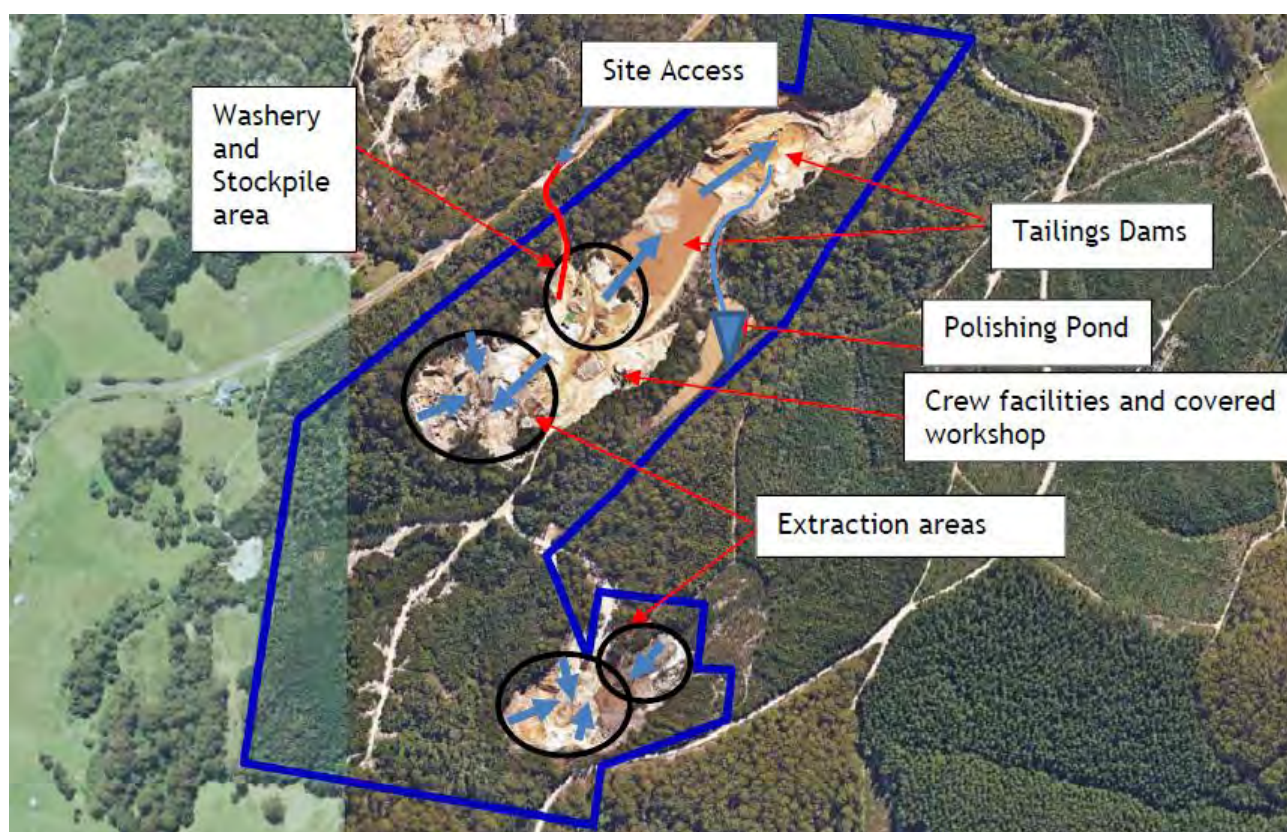 Site Access
Washery
and
Stockpile
area
Tailings Dams
Polishing Pond
Crew facilities and covered
workshop
Extraction areas